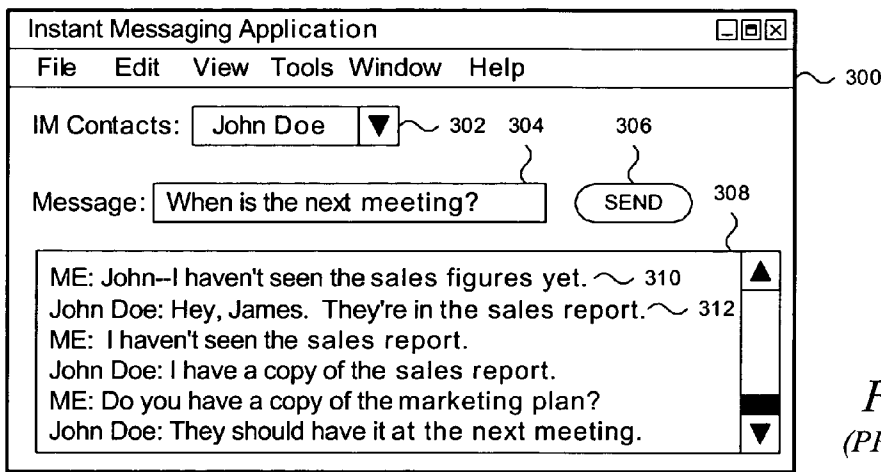 Instant Messaging Application
File Edit View Tools Window Help
300
IM Contacts: John Doe 302 304 306
Message: When is the next meeting? SEND 308
ME: John--I haven't seen the sales figures yet. 310
John Doe: Hey, James. They're in the sales report. 312
ME: I haven't seen the sales report.
John Doe: I have a copy of the sales report.
ME: Do you have a copy of the marketing plan?
John Doe: They should have it at the next meeting.